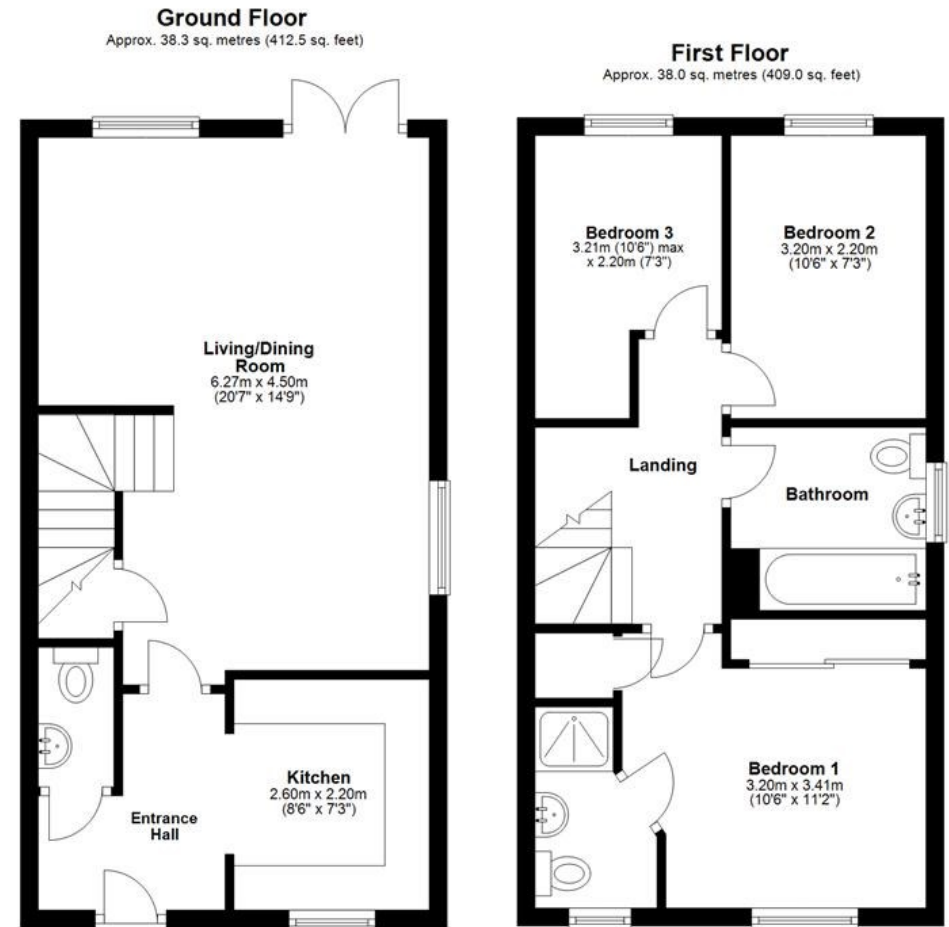 Ground Floor
Approx. 38.3 sq. metres (412.5 sq. feet)
Living/Dining
Room
6.27m x 4.50m
(20'7" x 14'9")
Kitchen
2.60m x 2.20m
(8'6" x 7'3")
Entrance
Hall
First Floor
Approx. 38.0 sq. metres (409.0 sq. feet)
Bedroom 3
3.21m (10'6") max
x 2.20m (7'3")
Bedroom 2
3.20m x 2.20m
(10'6" x 7'3")
Landing
Bathroom
Bedroom 1
3.20m x 3.41m
(10'6" x 11'2")